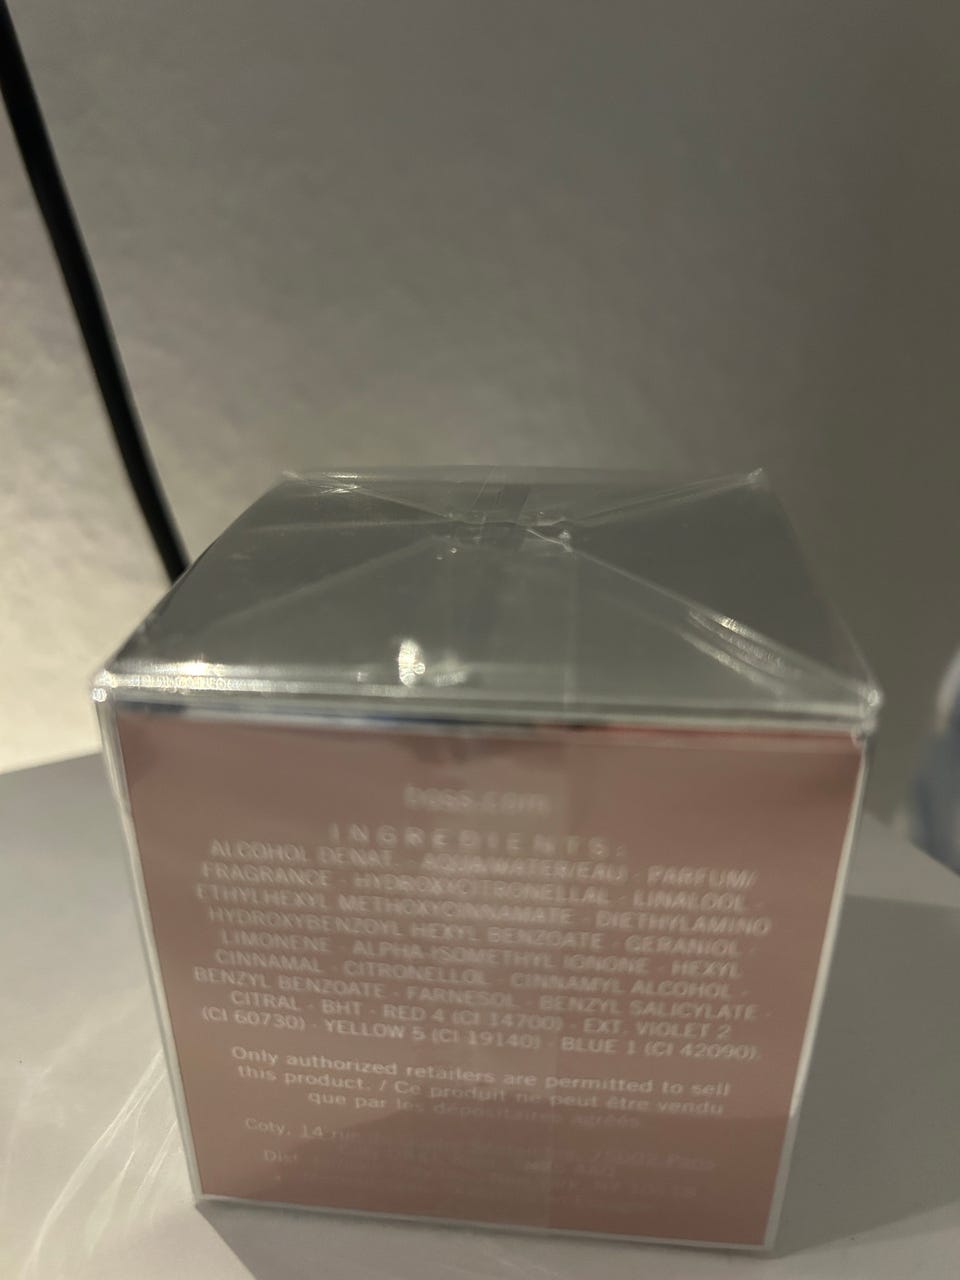 boss.com
INGREDIENTS:
ALCOHOL DENAT. · AQUA/WATER/EAU · PARFUM/
FRAGRANCE · HYDROXYCITRONELLAL · LINALOOL ·
ETHYLHEXYL METHOXYCINNAMATE · DIETHYLAMINO
HYDROXYBENZOYL HEXYL BENZOATE · GERANIOL ·
LIMONENE · ALPHA-ISOMETHYL IONONE · HEXYL
CINNAMAL · CITRONELLOL · CINNAMYL ALCOHOL ·
BENZYL BENZOATE · FARNESOL · BENZYL SALICYLATE ·
CITRAL · BHT · RED 4 (CI 14700) · EXT. VIOLET 2
(CI 60730) · YELLOW 5 (CI 19140) · BLUE 1 (CI 42090).
Only authorized retailers are permitted to sell
this product. / Ce produit ne peut être vendu
que par les dépositaires agréés.
Coty, 14 rue
Dist